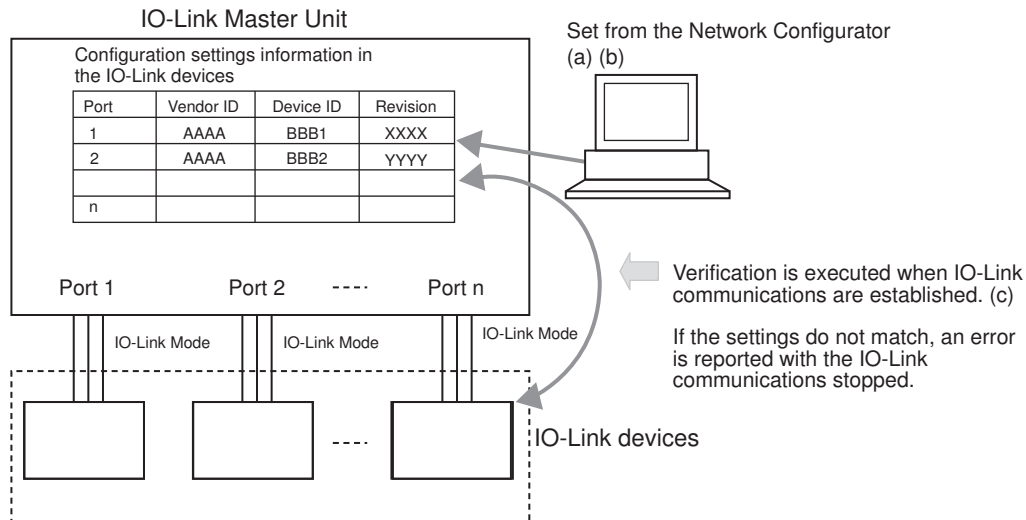 IO-Link Master Unit
Configuration settings information in
the IO-Link devices
Port Vendor ID Device ID Revision
1 AAAA BBB1 XXXX
2 AAAA BBB2 YYYY
n
Set from the Network Configurator
(a) (b)
Port 1 Port 2 ---- Port n
IO-Link Mode IO-Link Mode IO-Link Mode
Verification is executed when IO-Link
communications are established. (c)
If the settings do not match, an error
is reported with the IO-Link
communications stopped.
----
IO-Link devices